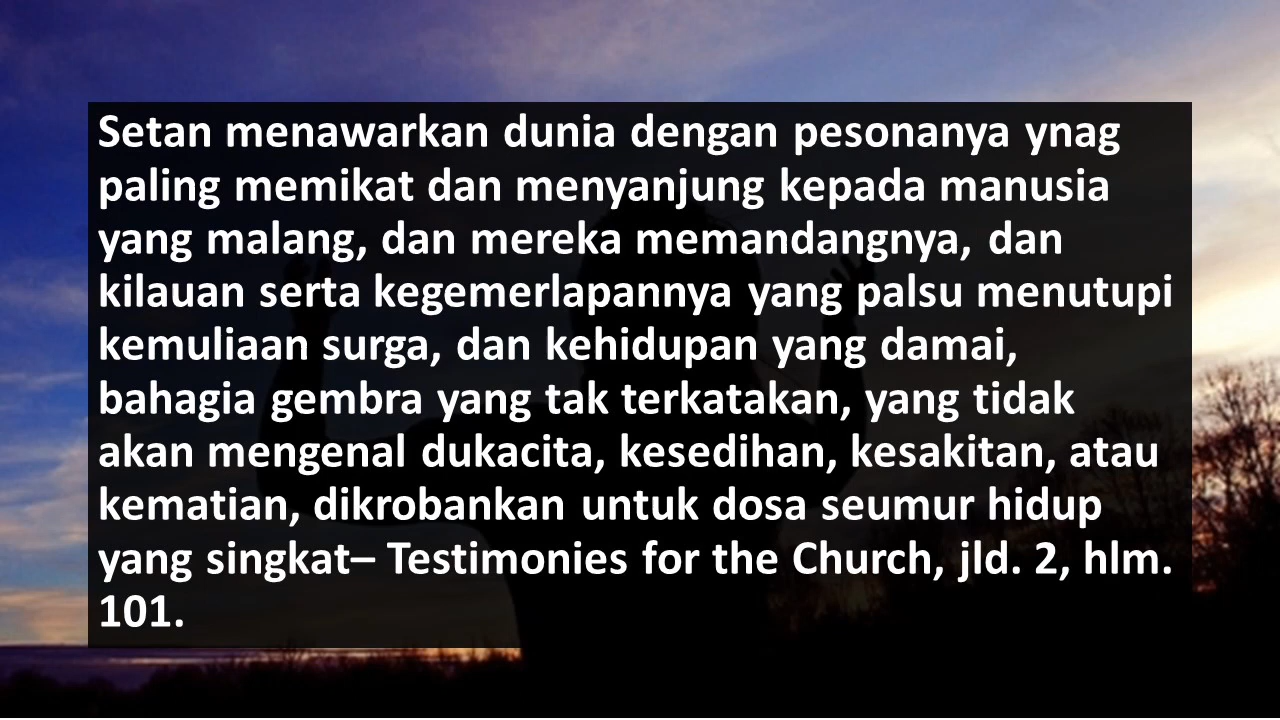 Setan menawarkan dunia dengan pesonanya ynag
paling memikat dan menyanjung kepada manusia
yang malang, dan mereka memandangnya, dan
kilauan serta kegemerlapannya yang palsu menutupi
kemuliaan surga, dan kehidupan yang damai,
bahagia gembra yang tak terkatakan, yang tidak
akan mengenal dukacita, kesedihan, kesakitan, atau
kematian, dikrobankan untuk dosa seumur hidup
yang singkat– Testimonies for the Church, jld. 2, hlm.
101.